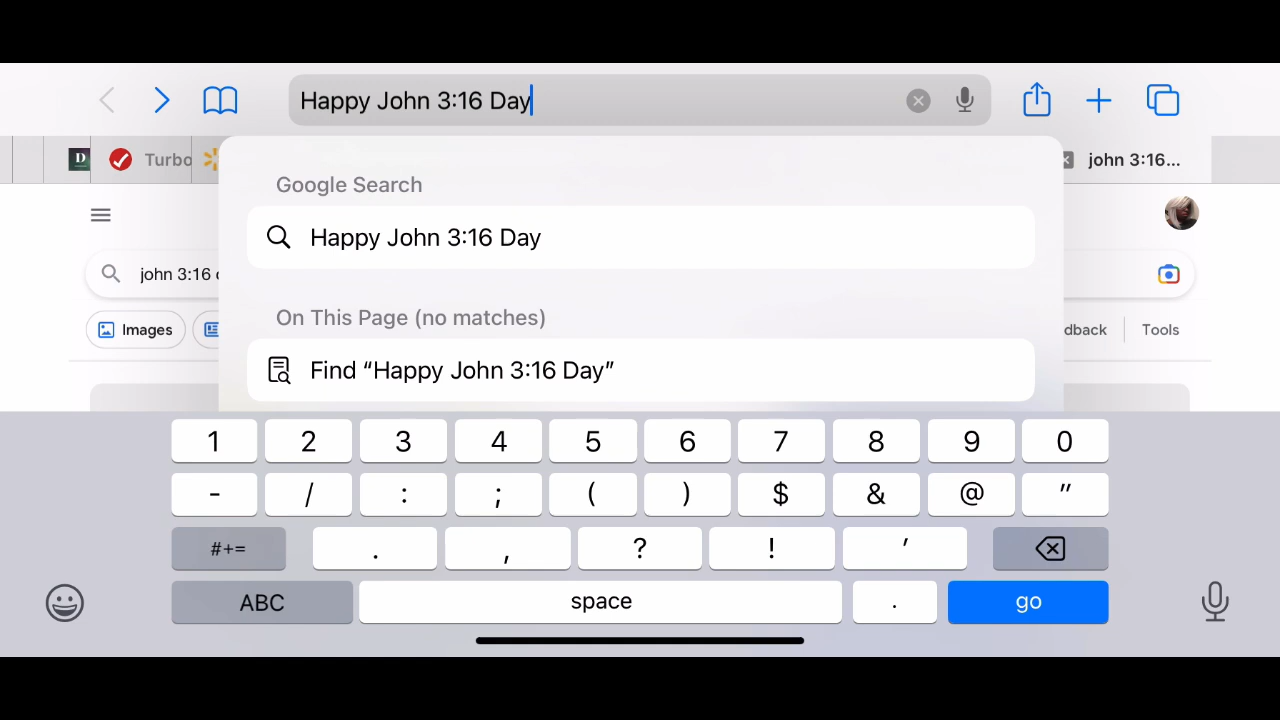 Happy John 3:16 Day
D
Turbo
john 3:16...
Google Search
Happy John 3:16 Day
john 3:16
On This Page (no matches)
Images
dback
Tools
Find “Happy John 3:16 Day”
1 2 3 4 5 6 7 8 9 0
- / : ; ( ) $ & @ "
#+= . , ? ! '
ABC space . go